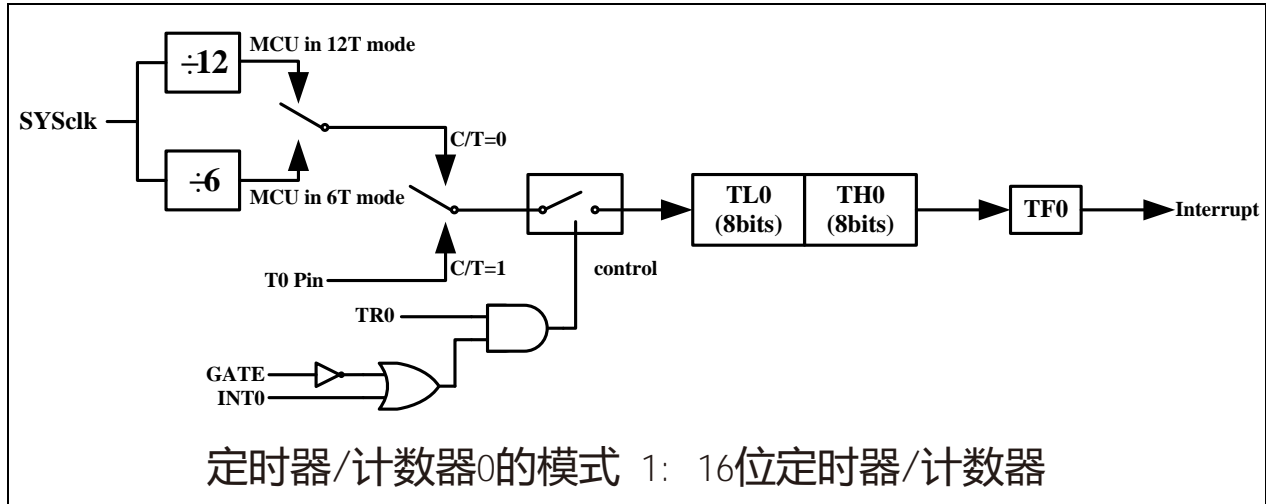 MCU in 12T mode
÷12
SYSclk
÷6
MCU in 6T mode
C/T=0
C/T=1
T0 Pin
control
TL0
(8bits)
TH0
(8bits)
TF0
Interrupt
TR0
GATE
INT0
定时器/计数器0的模式 1: 16位定时器/计数器